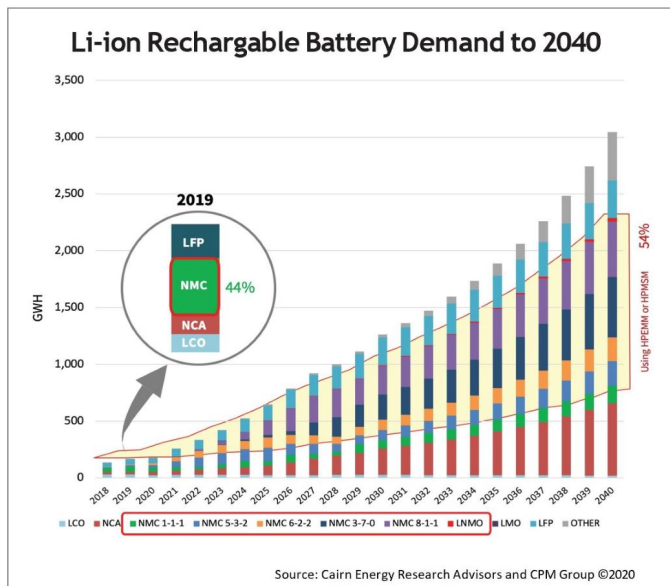 Li-ion Rechargable Battery Demand to 2040
3,500
3,000
2,500
2,000
1,500
1,000
500
0
GWH
2019
LFP
NMC
44%
NCA
LCO
54%
Using HPEMM or HPMSM
2018 2019 2020 2021 2022 2023 2024 2025 2026 2027 2028 2029 2030 2031 2032 2033 2034 2035 2036 2037 2038 2039 2040
LCO NCA NMC 1-1-1 NMC 5-3-2 NMC 6-2-2 NMC 3-7-0 NMC 8-1-1 LNMO LMO LFP OTHER
Source: Cairn Energy Research Advisors and CPM Group ©2020